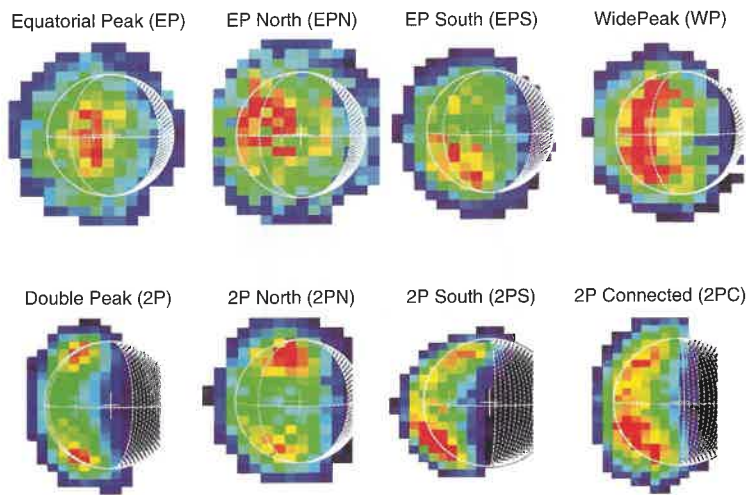 Equatorial Peak (EP) EP North (EPN) EP South (EPS) WidePeak (WP)
Double Peak (2P) 2P North (2PN) 2P South (2PS) 2P Connected (2PC)